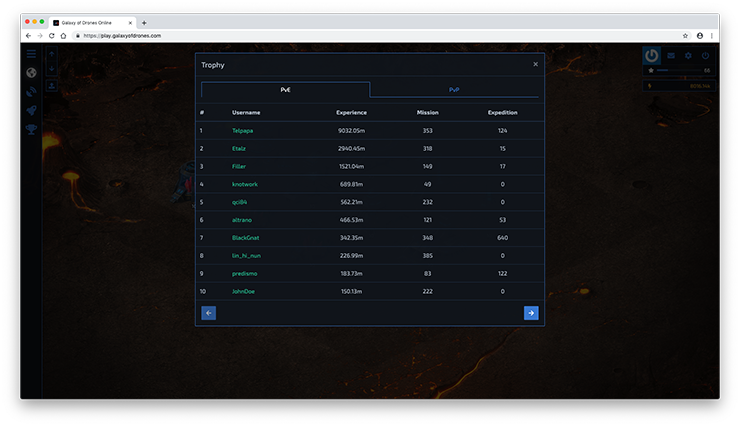 Galaxy of Drones Online
https://play.galaxyofdrones.com
Trophy
PvE PvP
# Username Experience Mission Expedition
1 Telpapa 9032.05m 353 124
2 Etalz 2940.45m 318 15
3 Filler 1521.04m 149 17
4 knotwork 689.81m 49 0
5 qci84 562.21m 232 0
6 altrano 466.53m 121 53
7 BlackGnat 342.35m 348 640
8 lin_hi_nun 226.99m 385 0
9 predismo 183.73m 83 122
10 JohnDoe 150.13m 222 0